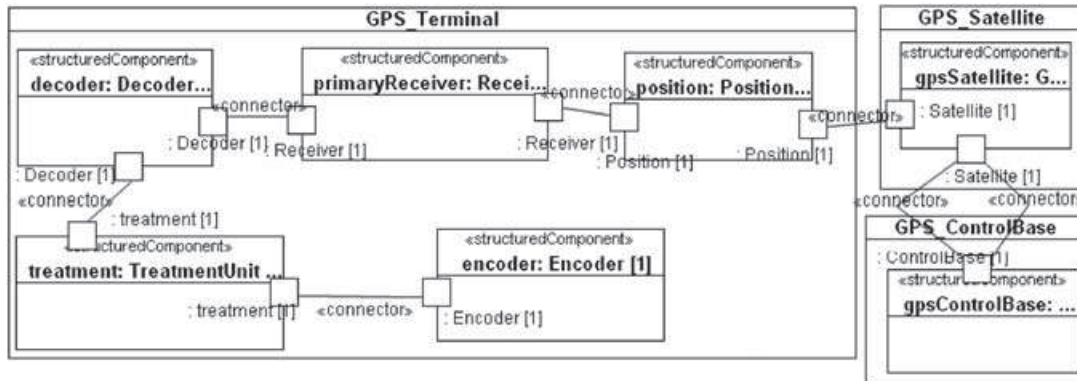 GPS_Terminal
«structuredComponent»
decoder: Decoder...
«connector»
: Decoder [1]
: Decoder [1]
«structuredComponent»
primaryReceiver: Recei...
: Receiver [1]
«connector»
: Receiver [1]
«structuredComponent»
position: Position...
: Position [1]
: Position [1]
«connector»
«connector»
: treatment [1]
structuredComponent»
treatment: TreatmentUnit ...
: treatment [1]
«connector»
«structuredComponent»
encoder: Encoder [1]
: Encoder [1]
GPS_Satellite
«structuredComponent»
gpsSatellite: G...
: Satellite [1]
: Satellite [1]
«connector»
«connector»
GPS_ControlBase
: ControlBase [1]
«structuredComponent»
gpsControlBase: ...